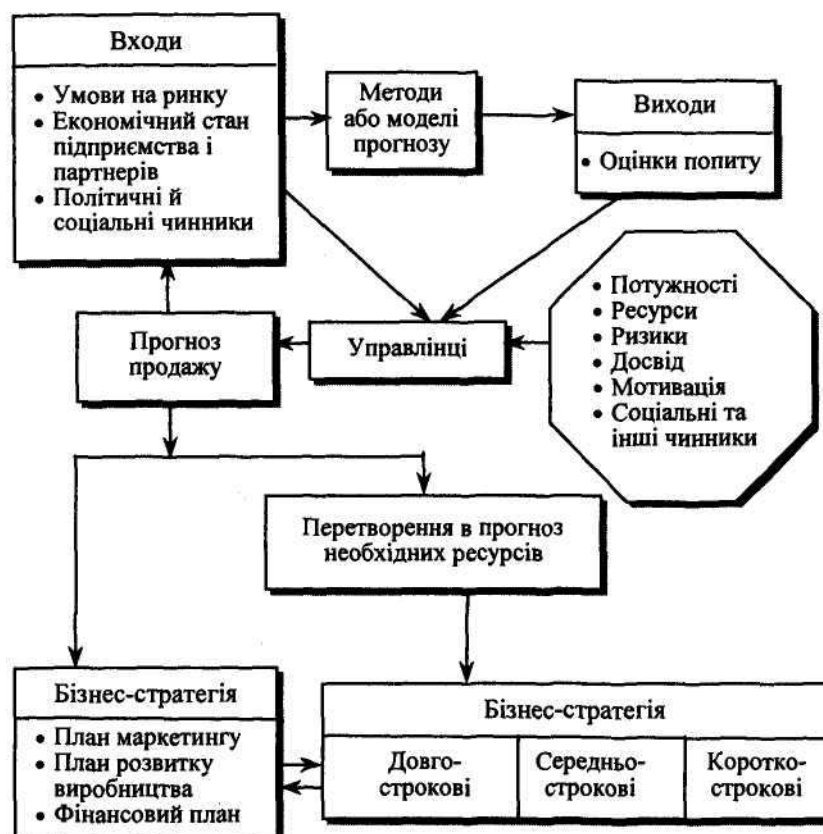 Входи
• Умови на ринку
• Економічний стан
підприємства і
партнерів
• Політичні й
соціальні чинники
Методи
або моделі
прогнозу
Виходи
• Оцінки попиту
• Потужності
• Ресурси
• Ризики
• Досвід
• Мотивація
• Соціальні та
інші чинники
Управлінці
Прогноз
продажу
Перетворення в прогноз
необхідних ресурсів
Бізнес-стратегія
• План маркетингу
• План розвитку
виробництва
• Фінансовий план
Бізнес-стратегія
Довго-
строкові
Середньо-
строкові
Коротко-
строкові